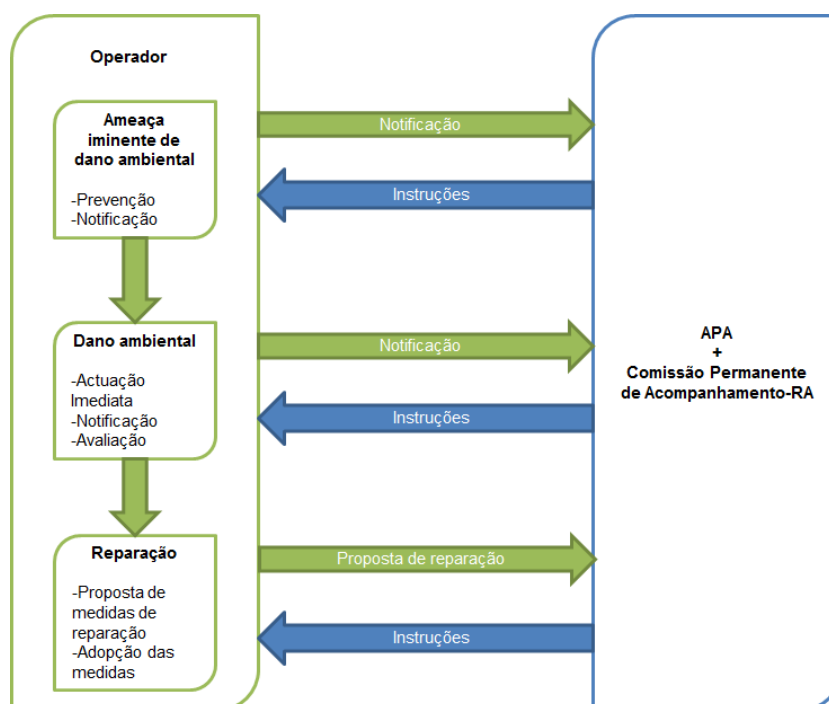 Operador
Ameaça
iminente de
dano ambiental
-Prevenção
-Notificação
Notificação
Instruções
Dano ambiental
-Actuação
Imediata
-Notificação
-Avaliação
Notificação
Instruções
Reparação
-Proposta de
medidas de
reparação
-Adopção das
medidas
Proposta de reparação
Instruções
APA
+
Comissão Permanente
de Acompanhamento-RA